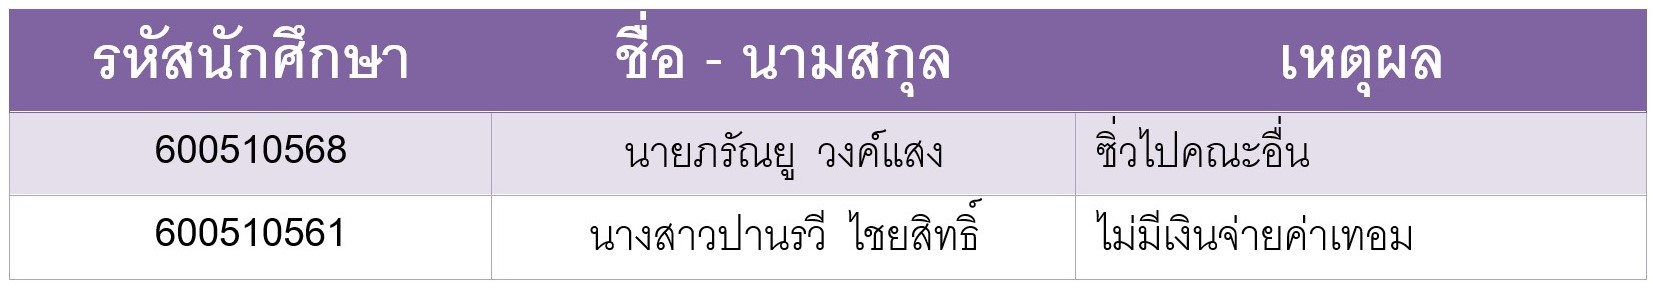 รหัสนักศึกษา ชื่อ - นามสกุล เหตุผล
600510568 นายภรัณยู วงค์แสง ซิ่วไปคณะอื่น
600510561 นางสาวปานรวี ไชยสิทธิ์ ไม่มีเงินจ่ายค่าเทอม